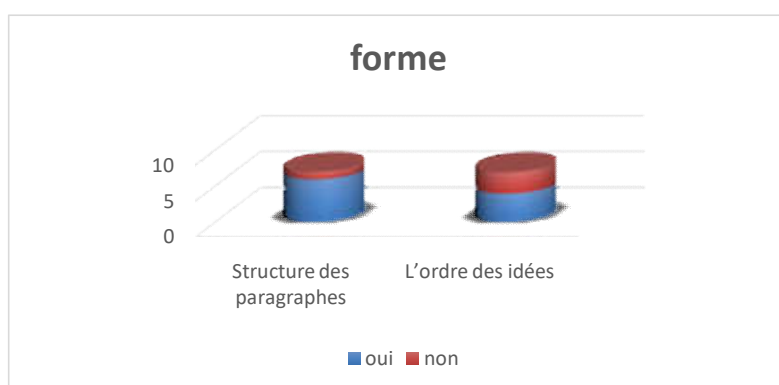 forme
10
5
0
Structure des
paragraphes
L’ordre des idées
oui non